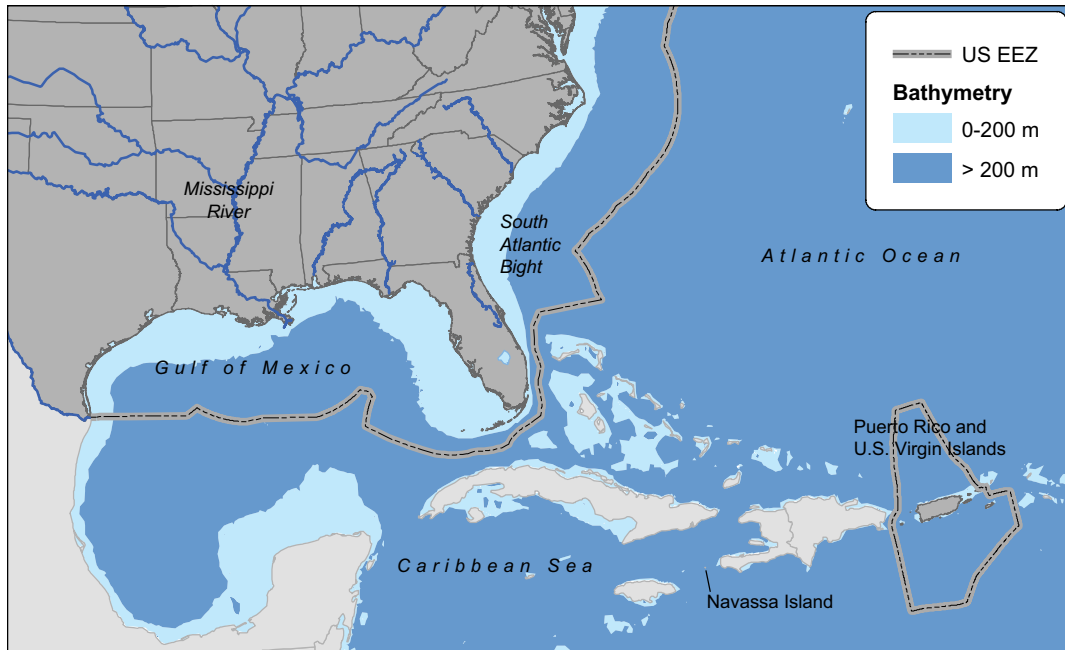 US EEZ
Bathymetry
0-200 m
> 200 m
Mississippi
River
South
Atlantic
Bight
Atlantic Ocean
Gulf of Mexico
Puerto Rico and
U.S. Virgin Islands
Caribbean Sea
Navassa Island